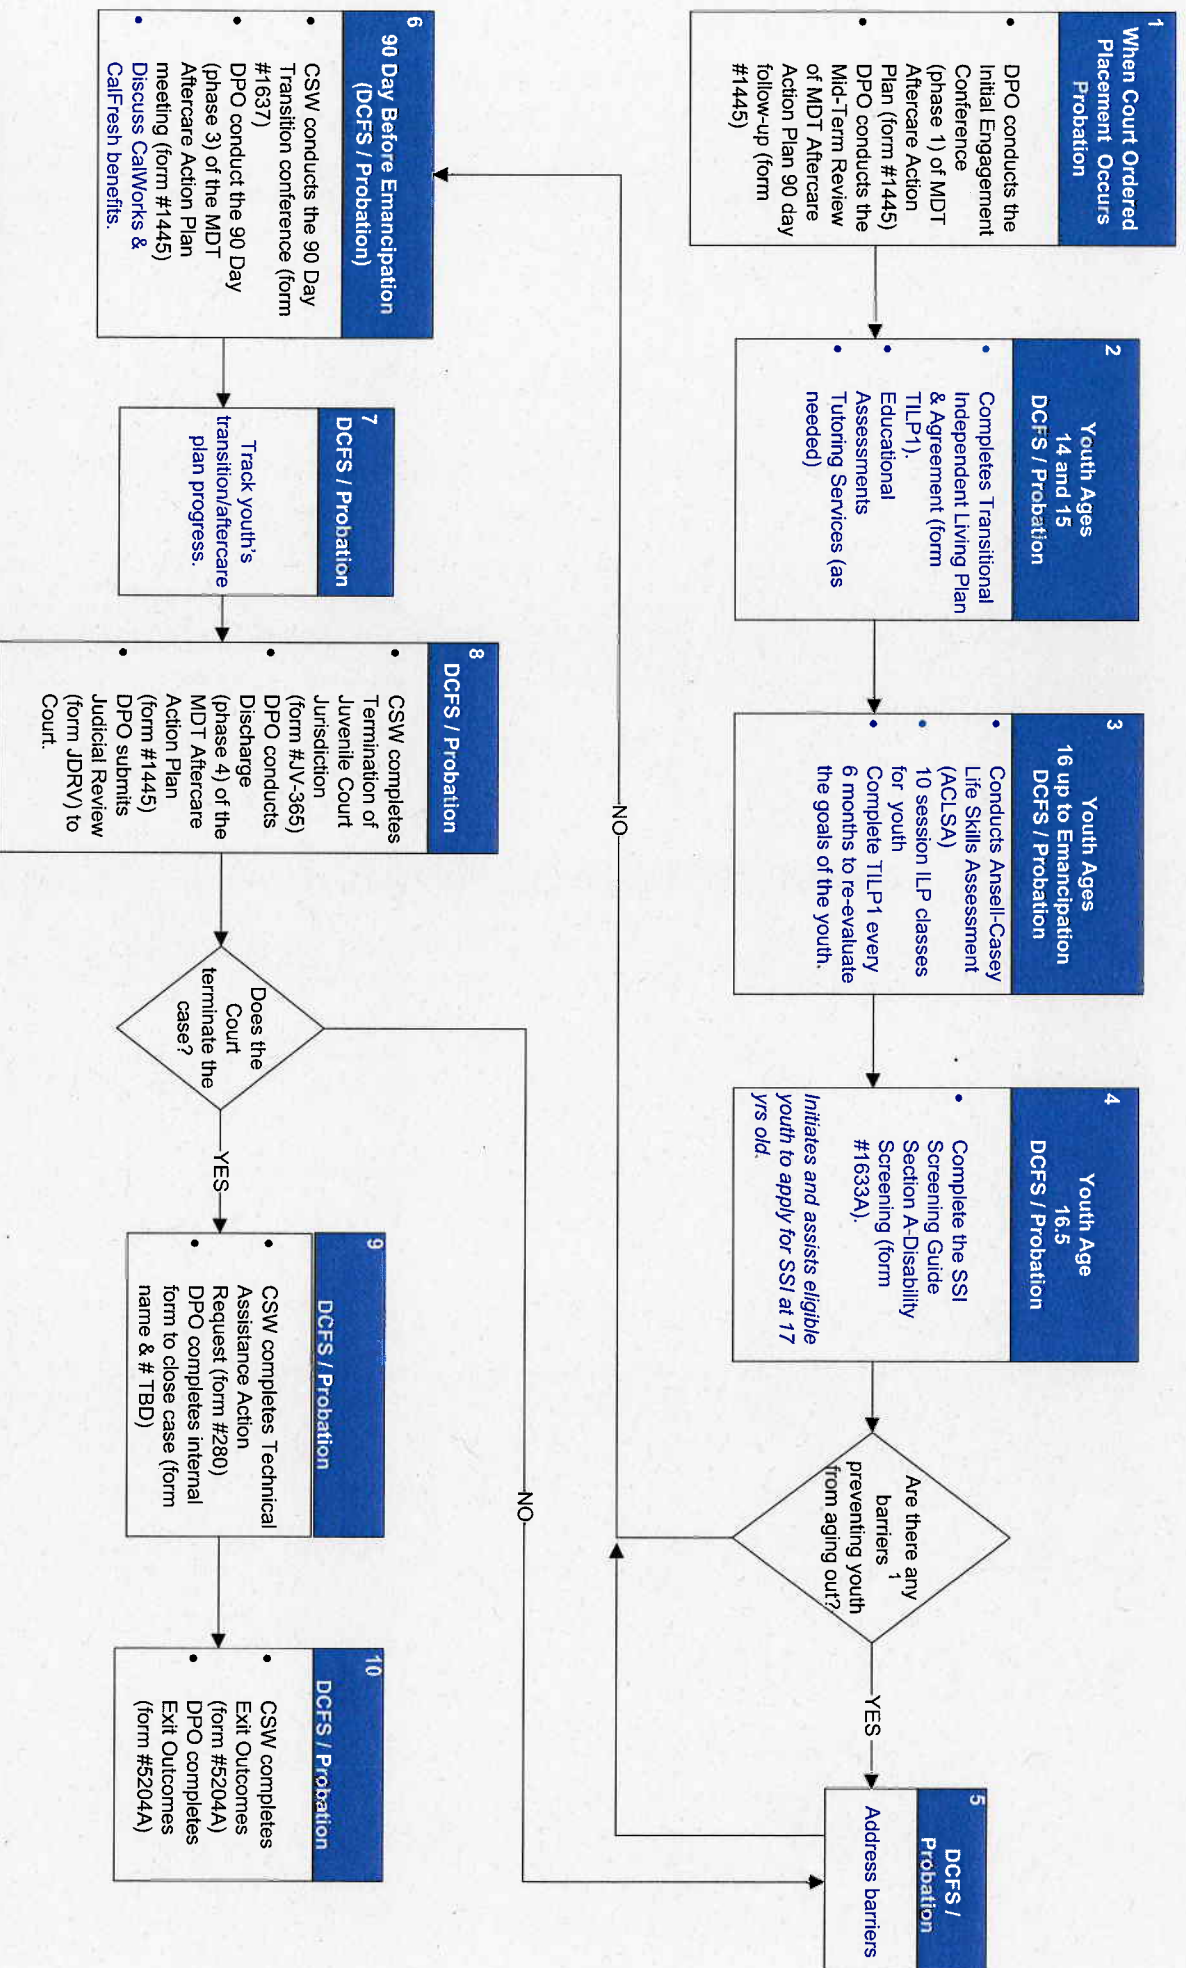 1
When Court Ordered
Placement Occurs
Probation
• DPO conducts the
Initial Engagement
Conference
(phase 1) of MDT
Aftercare Action
Plan (form #1445)
• DPO conducts the
Mid-Term Review
of MDT Aftercare
Action Plan 90 day
follow-up (form
#1445)
2
Youth Ages
14 and 15
DCFS / Probation
• Completes Transitional
Independent Living Plan
& Agreement (form
TILP1).
• Educational
Assessments
• Tutoring Services (as
needed)
3
Youth Ages
16 up to Emancipation
DCFS / Probation
• Conducts Ansell-Casey
Life Skills Assessment
(ACLSA)
• 10 session ILP classes
for youth
• Complete TILP1 every
6 months to re-evaluate
the goals of the youth.
4
Youth Age
16.5
DCFS / Probation
• Complete the SSI
Screening Guide
Section A-Disability
Screening (form
#1633A).
Initiates and assists eligible
youth to apply for SSI at 17
yrs old.
Are there any
barriers 1
preventing youth
from aging out?
YES
5
DCFS /
Probation
Address barriers
NO
6
90 Day Before Emancipation
(DCFS / Probation)
• CSW conducts the 90 Day
Transition conference (form
#1637)
• DPO conduct the 90 Day
(phase 3) of the MDT
Aftercare Action Plan
meeting (form #1445)
• Discuss CalWorks &
CalFresh benefits.
7
DCFS / Probation
Track youth's
transition/aftercare
plan progress.
8
DCFS / Probation
• CSW completes
Termination of
Juvenile Court
Jurisdiction
(form #JV-365)
• DPO conducts
Discharge
(phase 4) of the
MDT Aftercare
Action Plan
(form #1445)
• DPO submits
Judicial Review
(form JDRV) to
Court.
Does the
Court
terminate the
case?
NO
YES
9
DCFS / Probation
• CSW completes Technical
Assistance Action
Request (form #280)
• DPO completes internal
form to close case (form
name & # TBD)
10
DCFS / Probation
• CSW completes
Exit Outcomes
(form #5204A)
• DPO completes
Exit Outcomes
(form #5204A)